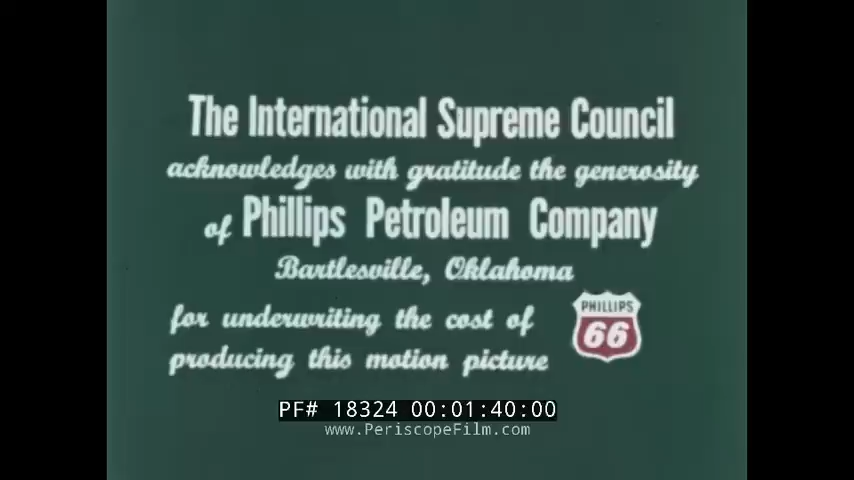 The International Supreme Council
acknowledges with gratitude the generosity
of Phillips Petroleum Company
Bartlesville, Oklahoma
for underwriting the cost of
producing this motion picture
PHILLIPS
66
PF# 18324 00:01:40:00
www.PeriscopeFilm.com